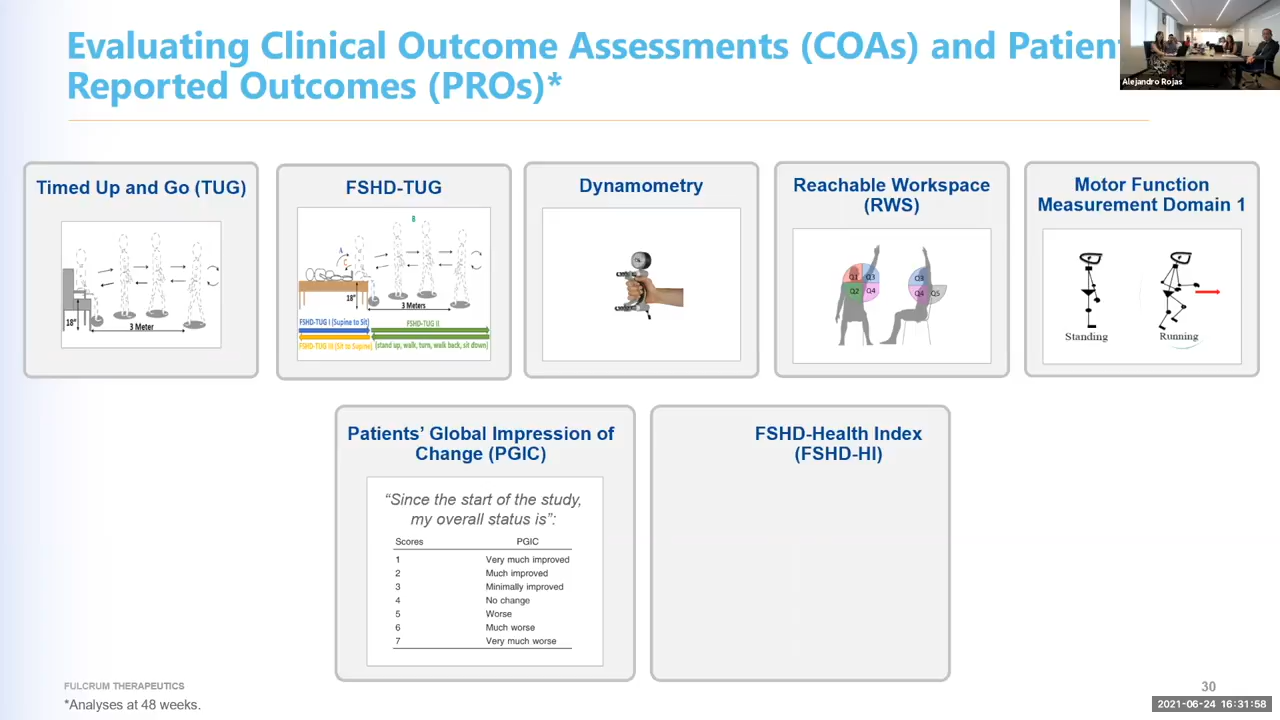 Evaluating Clinical Outcome Assessments (COAs) and Patien
Reported Outcomes (PROs)*
Alejandro Rojas
Timed Up and Go (TUG)
18"
3 Meter
FSHD-TUG
A
B
18"
3 Meters
FSHD-TUG I (Supine to Sit)
FSHD-TUG II
FSHD-TUG III (Sit to Supine)
(stand up, walk, turn, walk back, sit down)
Dynamometry
Reachable Workspace
(RWS)
Q1
Q3
Q2
Q4
Q3
Q4
Q5
Motor Function
Measurement Domain 1
Standing
Running
Patients’ Global Impression of
Change (PGIC)
“Since the start of the study,
my overall status is”:
Scores PGIC
1 Very much improved
2 Much improved
3 Minimally improved
4 No change
5 Worse
6 Much worse
7 Very much worse
FSHD-Health Index
(FSHD-HI)
FULCRUM THERAPEUTICS
*Analyses at 48 weeks.
30
2021-06-24 16:31:58